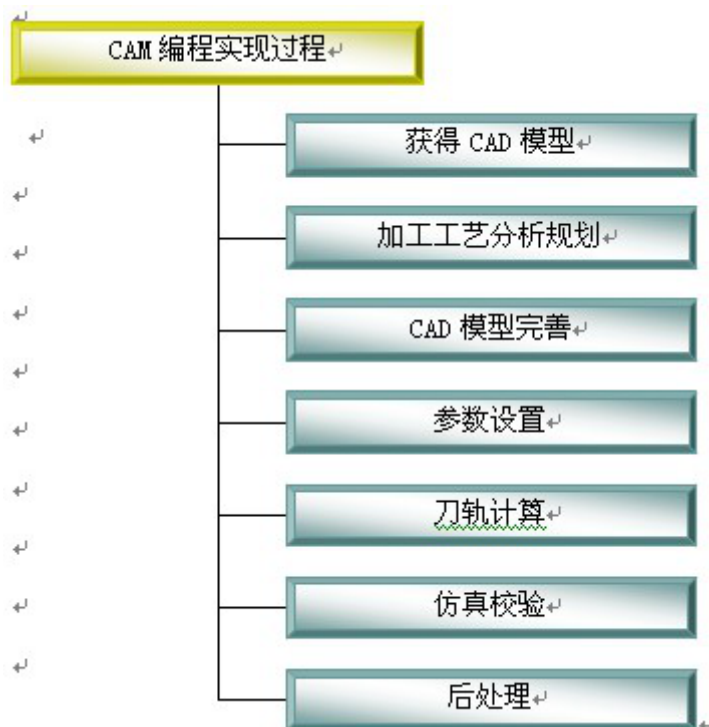 CAM 编程实现过程
获得 CAD 模型
加工工艺分析规划
CAD 模型完善
参数设置
刀轨计算
仿真校验
后处理